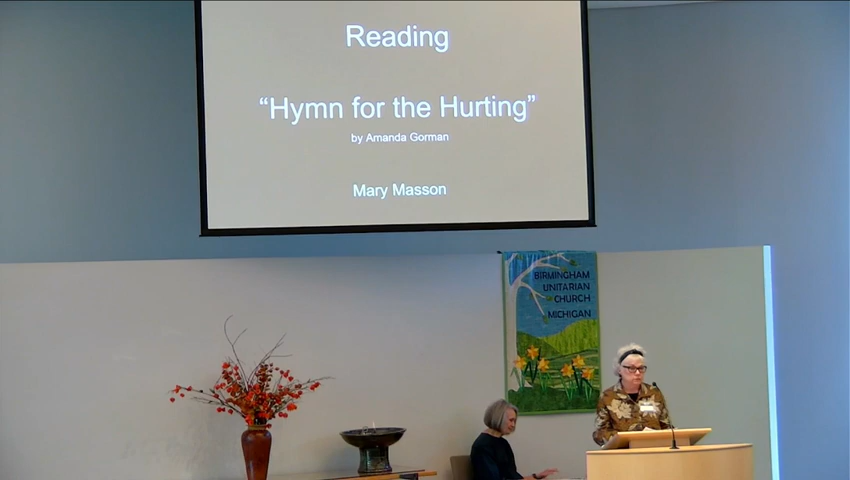 Reading
“Hymn for the Hurting”
by Amanda Gorman
Mary Masson
BIRMINGHAM
UNITARIAN
CHURCH
MICHIGAN